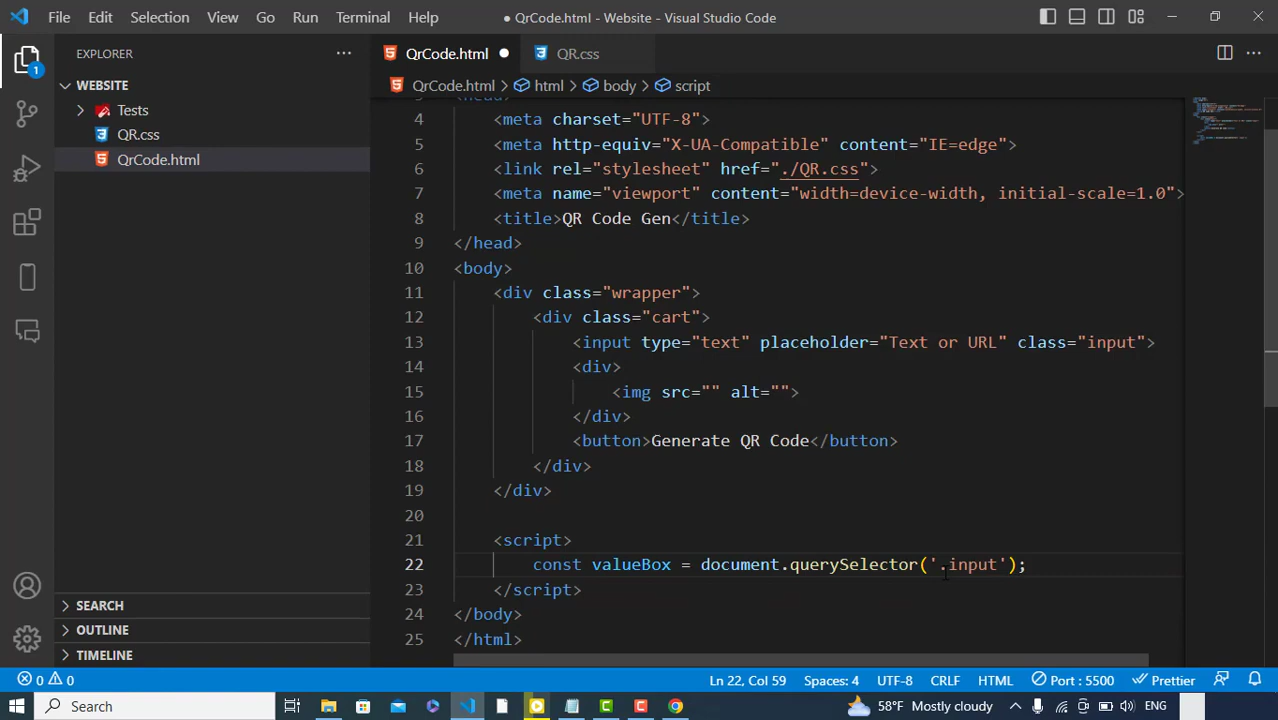 File Edit Selection View Go Run Terminal Help
● QrCode.html - Website - Visual Studio Code
EXPLORER
1
WEBSITE
Tests
QR.css
QrCode.html
SEARCH
OUTLINE
TIMELINE
QrCode.html
QR.css
QrCode.html > html > body > script
4 <meta charset="UTF-8">
5 <meta http-equiv="X-UA-Compatible" content="IE=edge">
6 <link rel="stylesheet" href="./QR.css">
7 <meta name="viewport" content="width=device-width, initial-scale=1.0">
8 <title>QR Code Gen</title>
9 </head>
10 <body>
11 <div class="wrapper">
12 <div class="cart">
13 <input type="text" placeholder="Text or URL" class="input">
14 <div>
15 <img src="" alt="">
16 </div>
17 <button>Generate QR Code</button>
18 </div>
19 </div>
20
21 <script>
22 const valueBox = document.querySelector('.input');
23 </script>
24 </body>
25 </html>
0 0 Ln 22, Col 59 Spaces: 4 UTF-8 CRLF HTML Port : 5500 Prettier
Search 58°F Mostly cloudy ENG